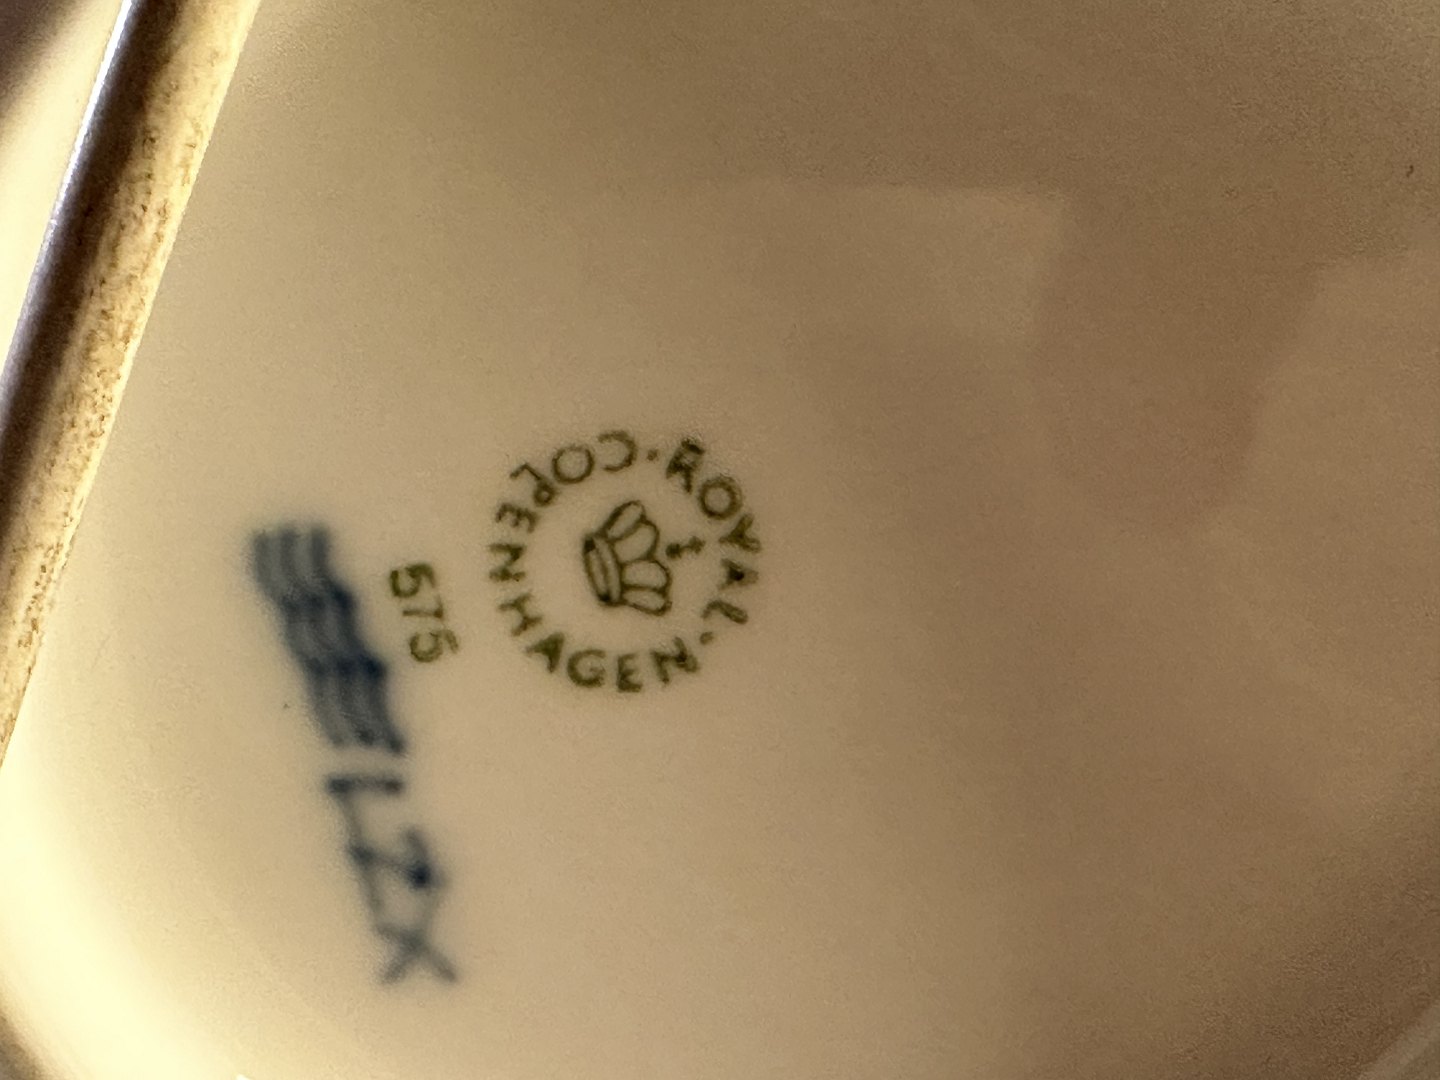 ROYAL · COPENHAGEN ·
575